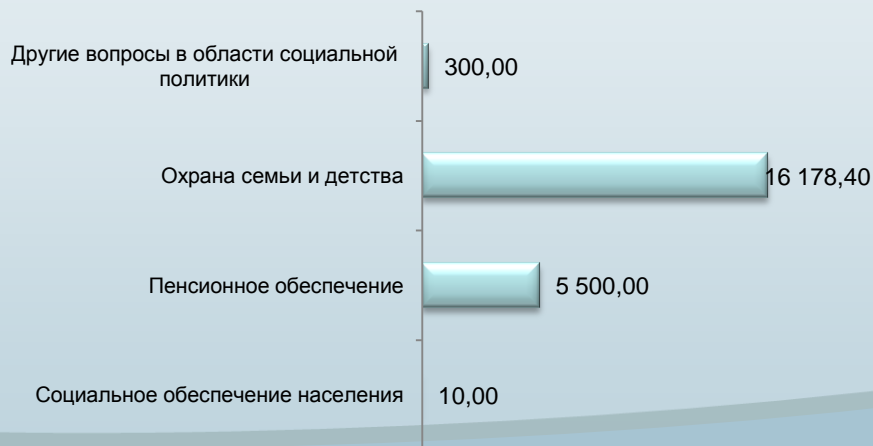 Другие вопросы в области социальной
политики
300,00
Охрана семьи и детства
16 178,40
Пенсионное обеспечение
5 500,00
Социальное обеспечение населения
10,00